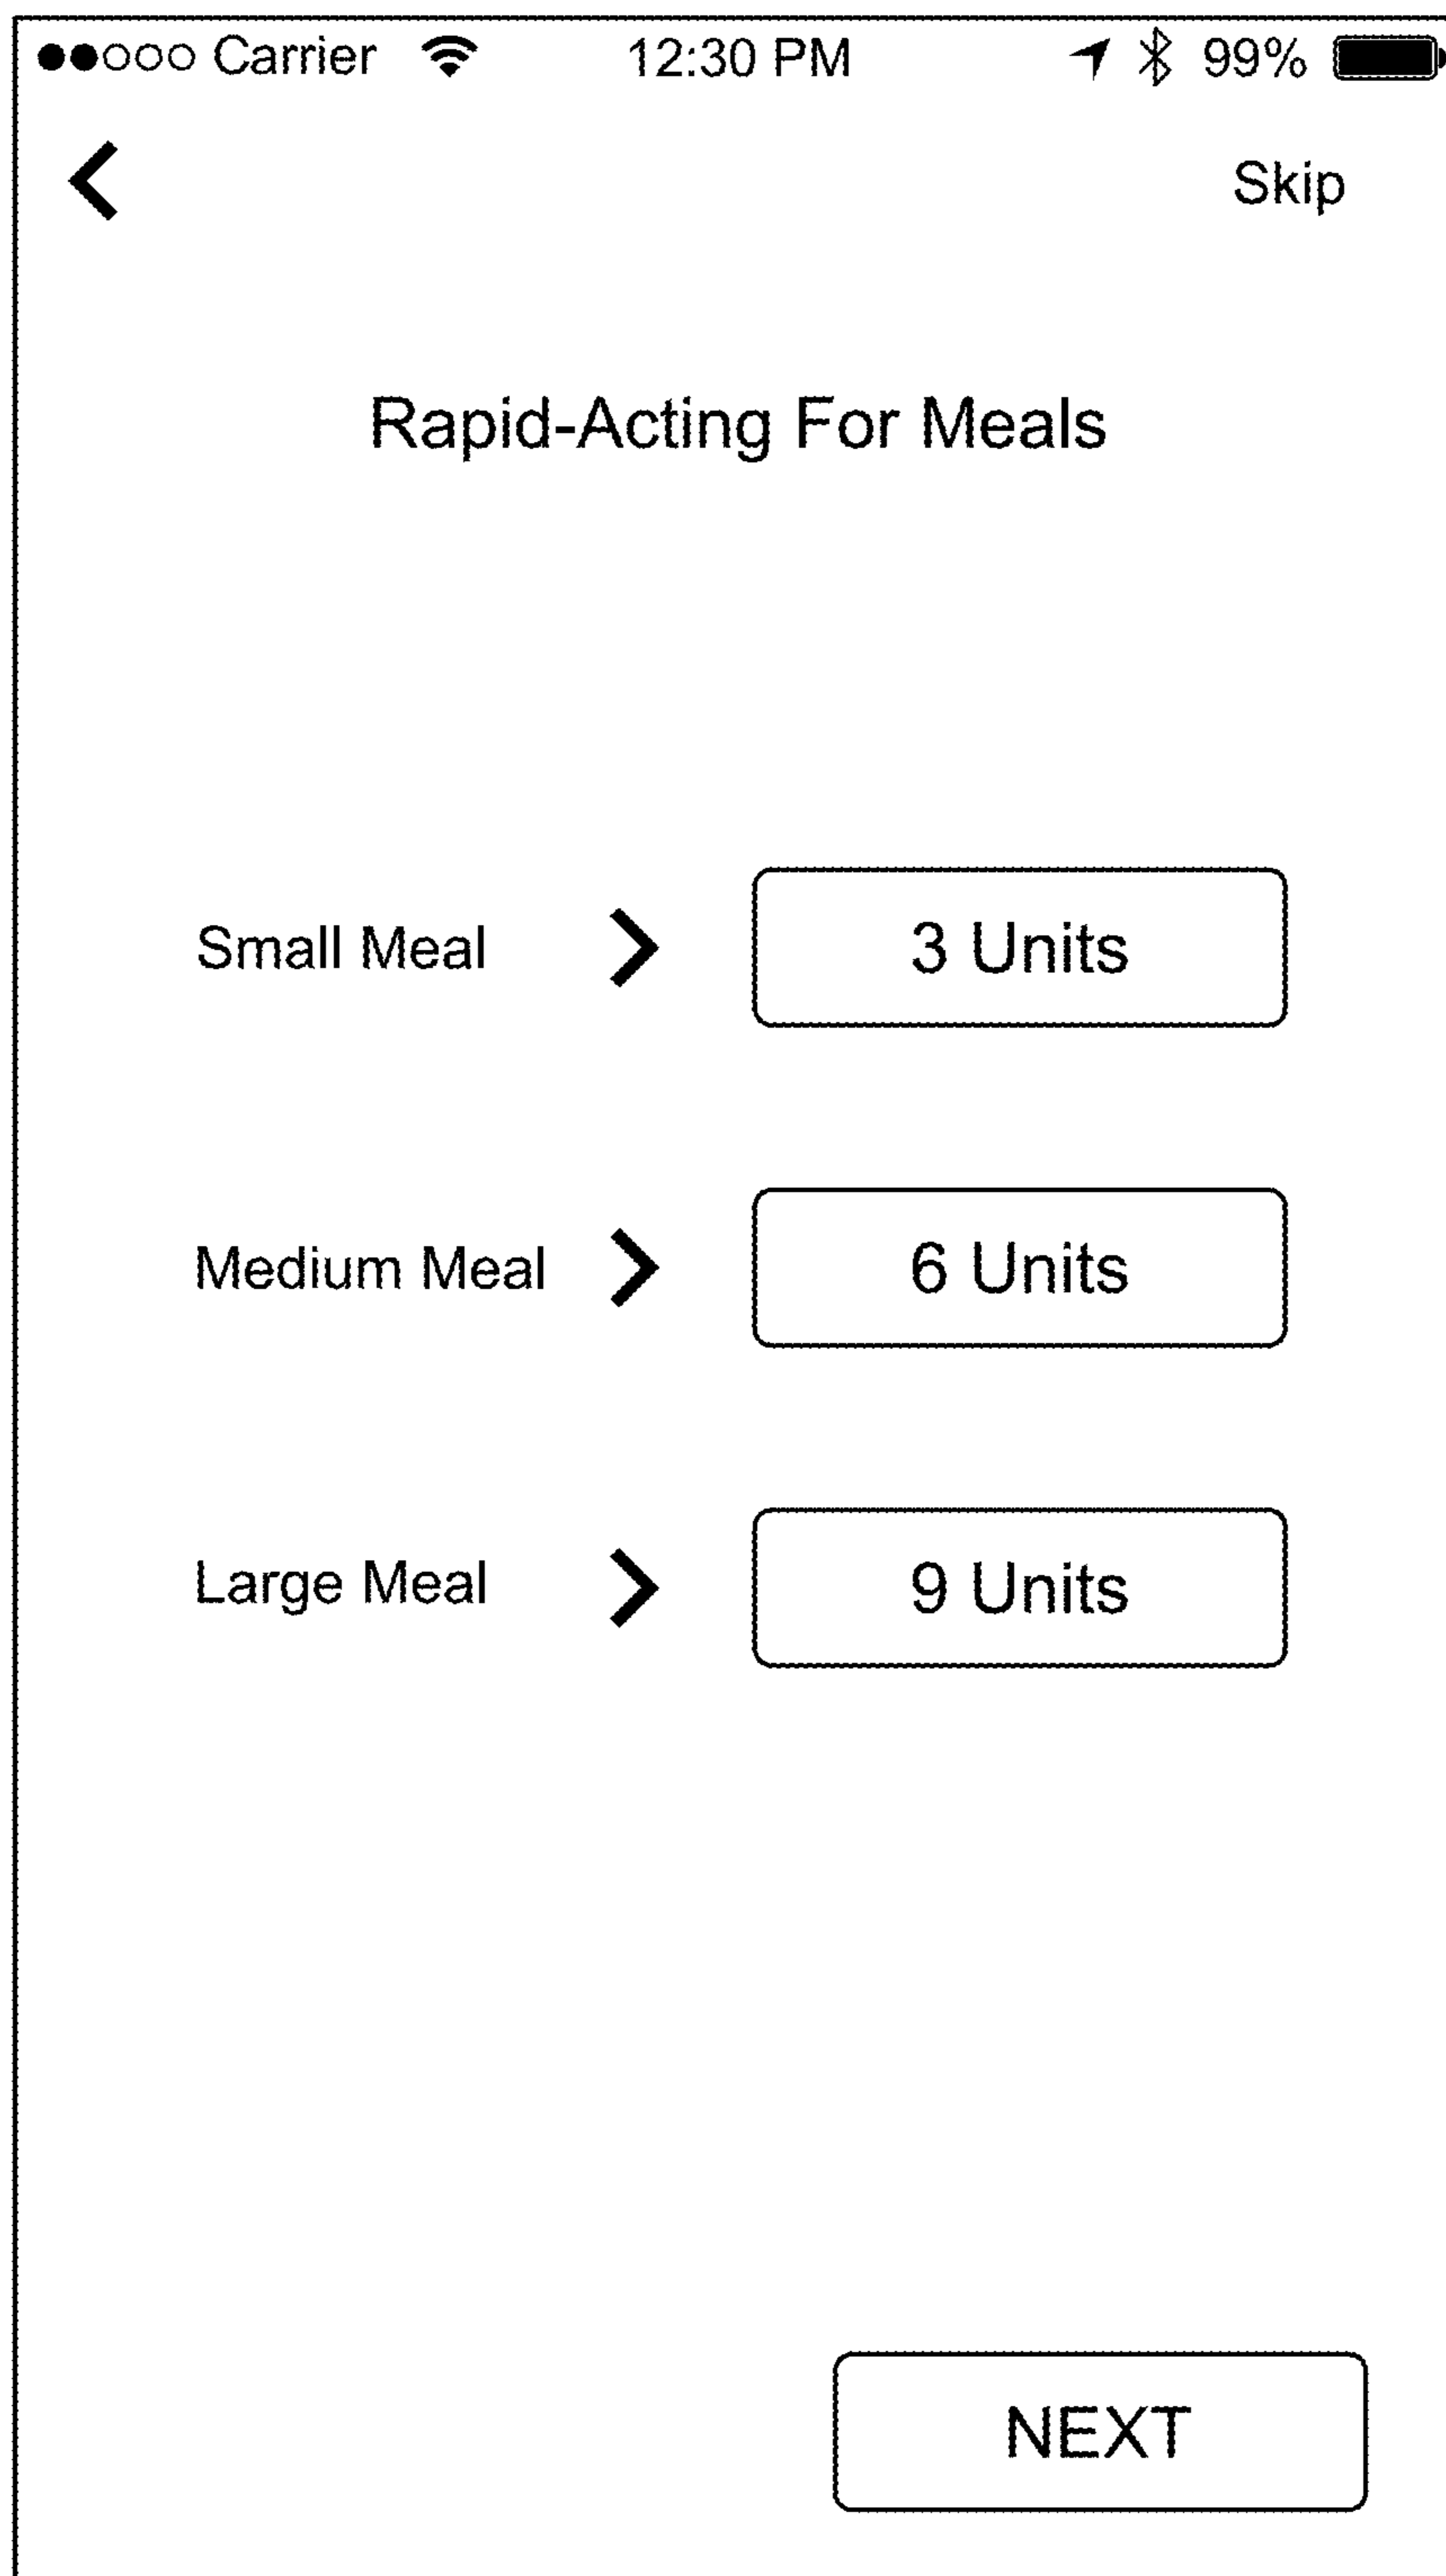 Carrier 12:30 PM 99%
Skip
Rapid-Acting For Meals
Small Meal 3 Units
Medium Meal 6 Units
Large Meal 9 Units
NEXT